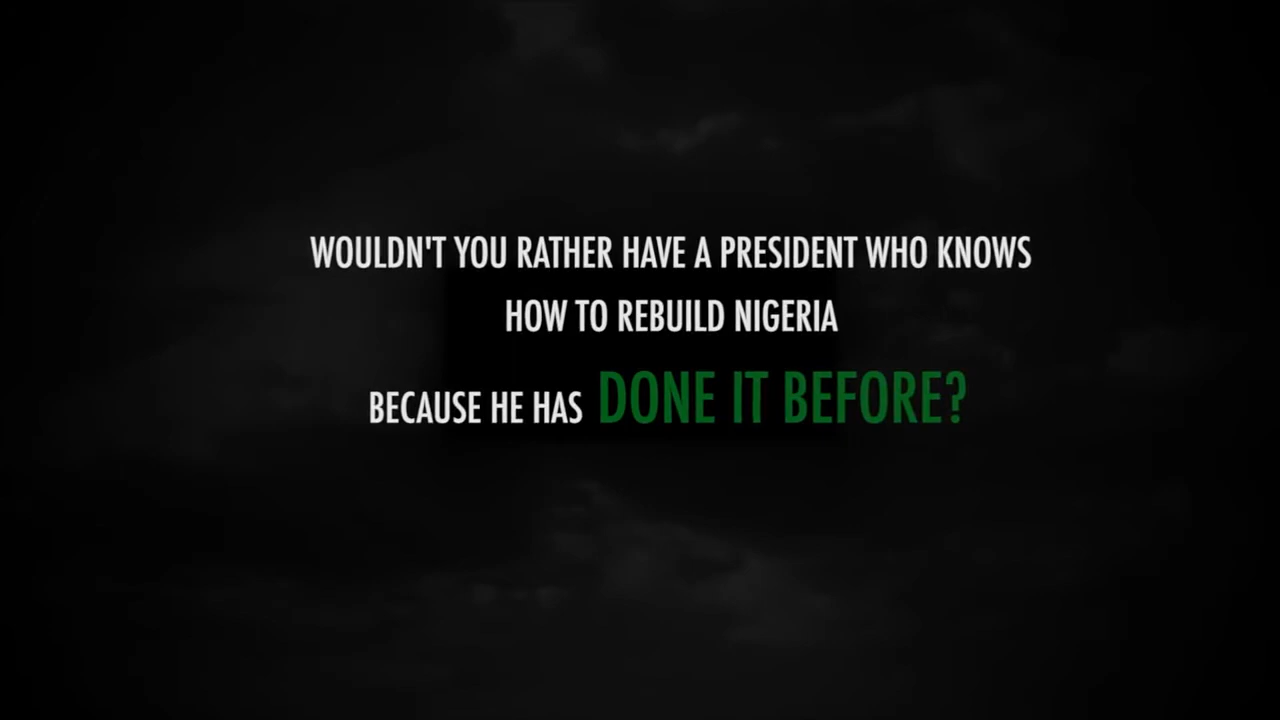 WOULDN'T YOU RATHER HAVE A PRESIDENT WHO KNOWS
HOW TO REBUILD NIGERIA
BECAUSE HE HAS DONE IT BEFORE?